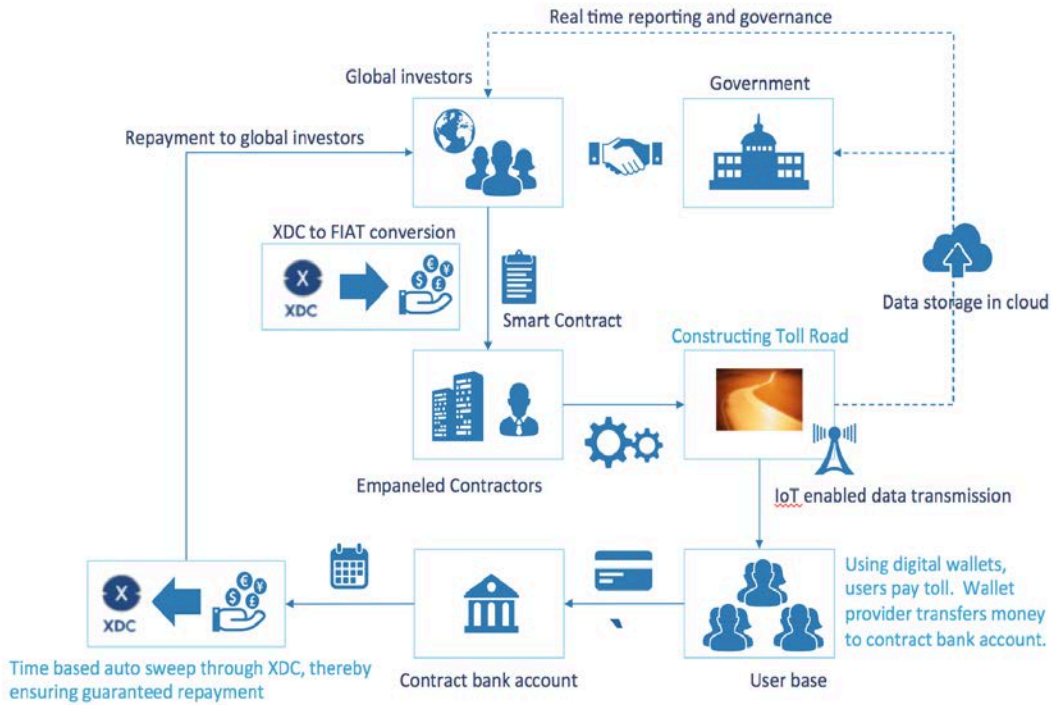 Real time reporting and governance
Global investors
Government
Repayment to global investors
XDC to FIAT conversion
X
XDC
€
¥
$
£
Smart Contract
Data storage in cloud
Constructing Toll Road
Empaneled Contractors
IoT enabled data transmission
Using digital wallets,
users pay toll.  Wallet
provider transfers money
to contract bank account.
X
XDC
€
¥
$
£
Time based auto sweep through XDC, thereby
ensuring guaranteed repayment
Contract bank account
User base